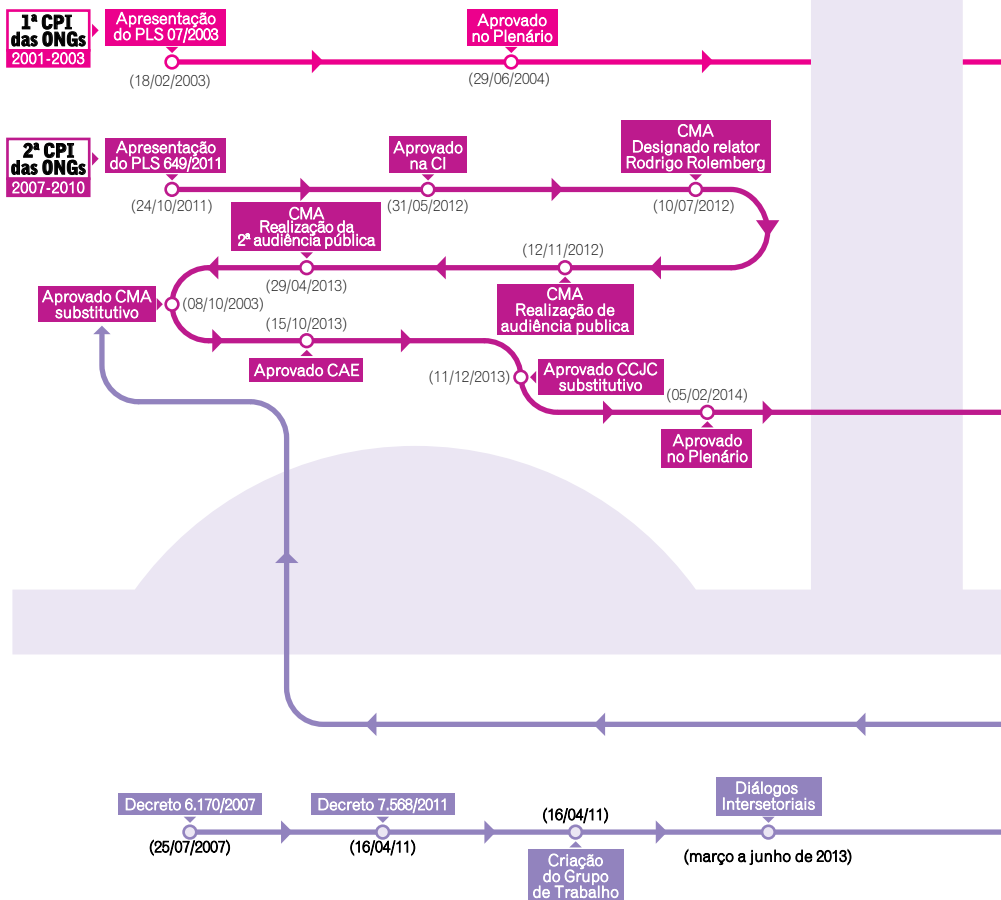 1ª CPI
das ONGs
2001-2003
Apresentação
do PLS 07/2003
(18/02/2003)
Aprovado
no Plenário
(29/06/2004)
2ª CPI
das ONGs
2007-2010
Apresentação
do PLS 649/2011
(24/10/2011)
Aprovado
na CI
(31/05/2012)
CMA
Designado relator
Rodrigo Rolemberg
(10/07/2012)
(12/11/2012)
CMA
Realização de
audiência publica
CMA
Realização da
2ª audiência pública
(29/04/2013)
Aprovado CMA
substitutivo
(08/10/2003)
(15/10/2013)
Aprovado CAE
(11/12/2013)
Aprovado CCJC
substitutivo
(05/02/2014)
Aprovado
no Plenário
Decreto 6.170/2007
(25/07/2007)
Decreto 7.568/2011
(16/04/11)
(16/04/11)
Criação
do Grupo
de Trabalho
Diálogos
Intersetoriais
(março a junho de 2013)